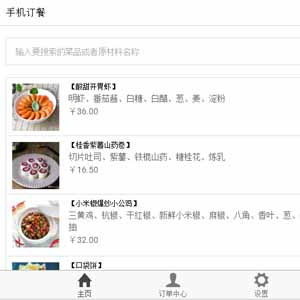 手机订餐
输入要搜索的菜品或者原材料名称
【酸甜开胃虾】
明虾、番茄酱、白糖、白醋、葱、姜、淀粉
￥36.00
【桂香紫薯山药卷】
切片吐司、紫薯、铁棍山药、糖桂花、炼乳
￥16.50
【小米椒爆炒小公鸡】
三黄鸡、杭椒、干红椒、新鲜小米椒、麻椒、八角、香叶、葱、
抽
￥32.00
【口袋饼】
主页
订单中心
设置